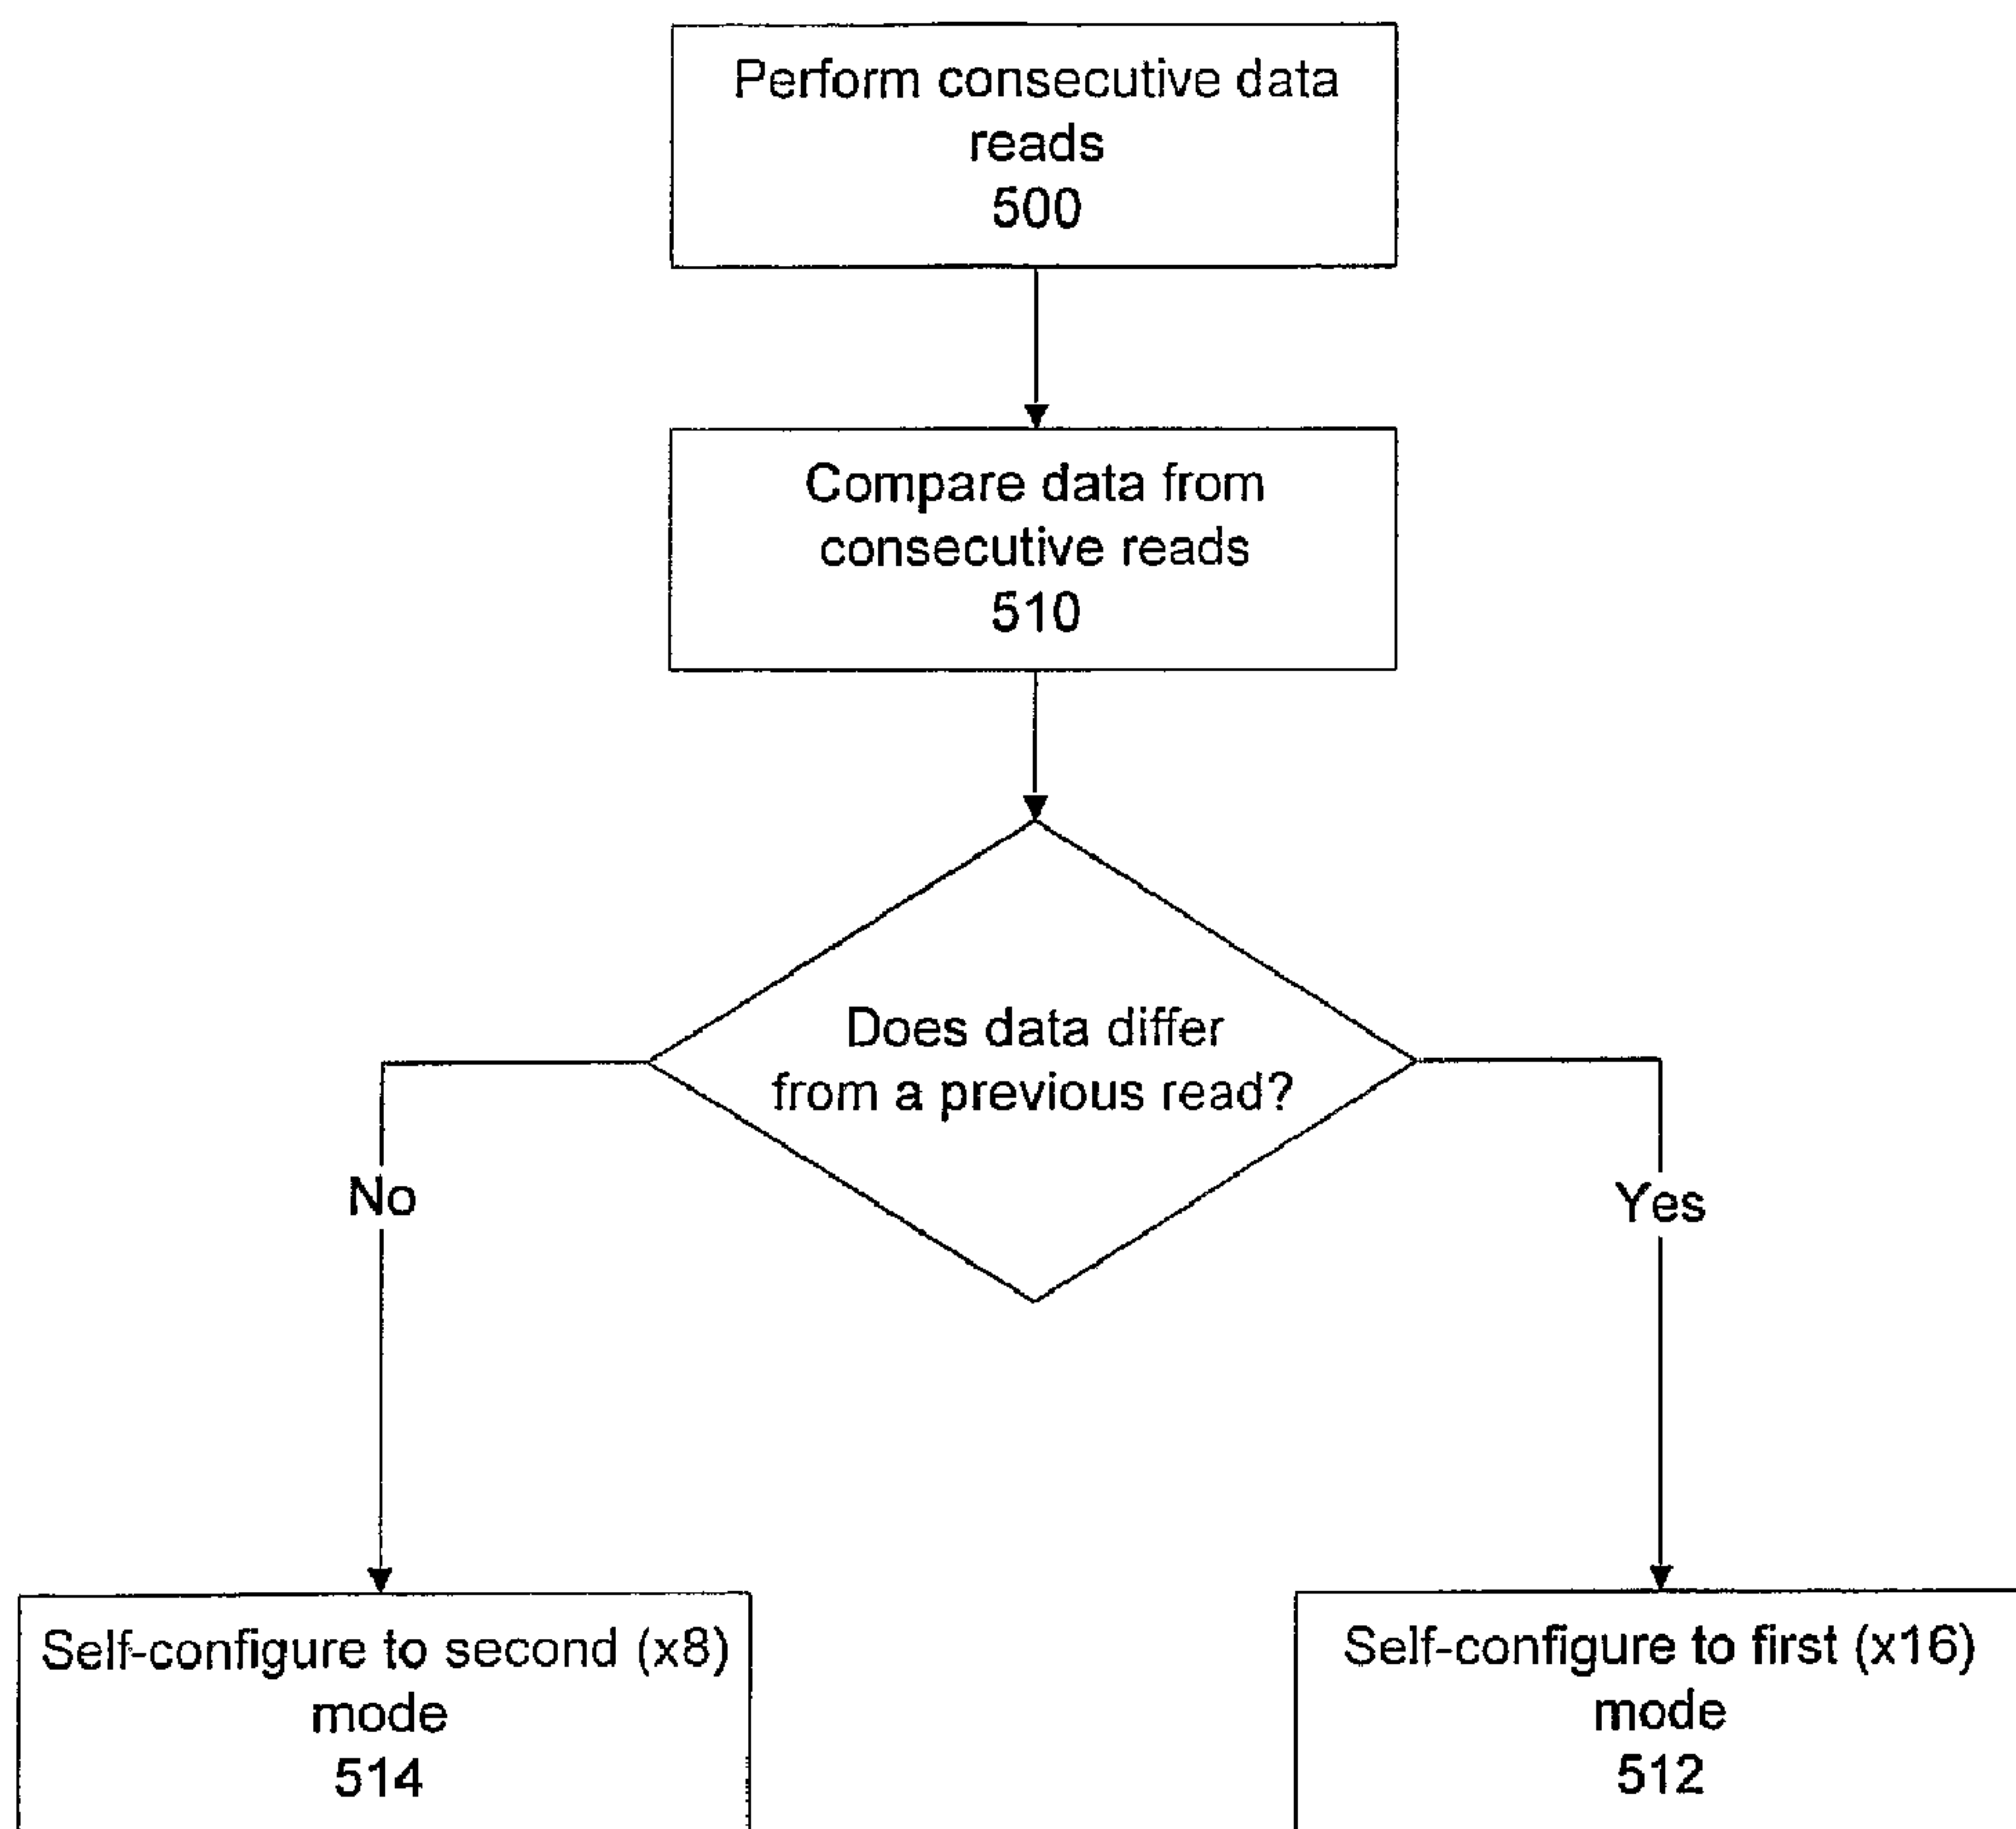 Perform consecutive data
reads
500
Compare data from
consecutive reads
510
Does data differ
from a previous read?
No
Yes
Self-configure to second (x8)
mode
514
Self-configure to first (x16)
mode
512